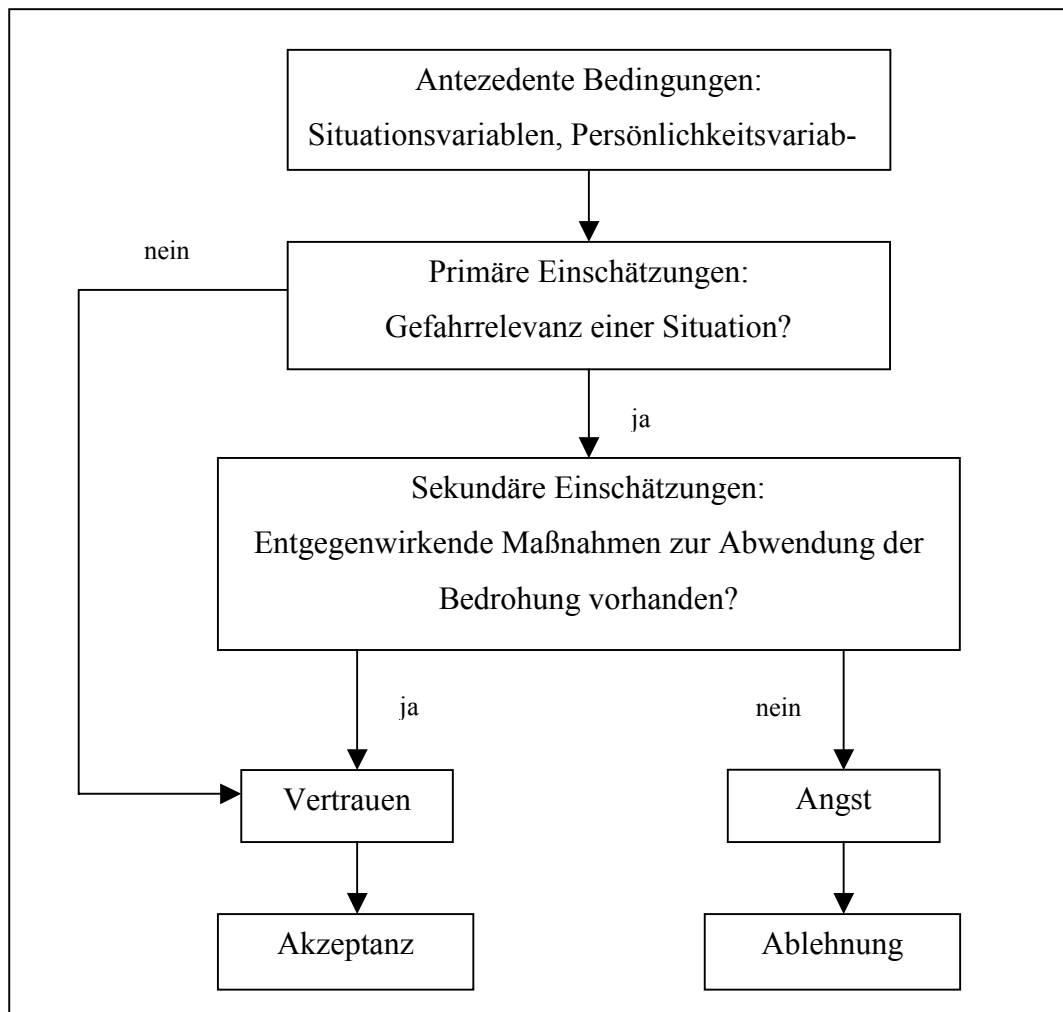 Antezedente Bedingungen:
Situationsvariablen, Persönlichkeitsvariab-
nein
Primäre Einschätzungen:
Gefahrrelevanz einer Situation?
ja
Sekundäre Einschätzungen:
Entgegenwirkende Maßnahmen zur Abwendung der
Bedrohung vorhanden?
ja
nein
Vertrauen
Angst
Akzeptanz
Ablehnung